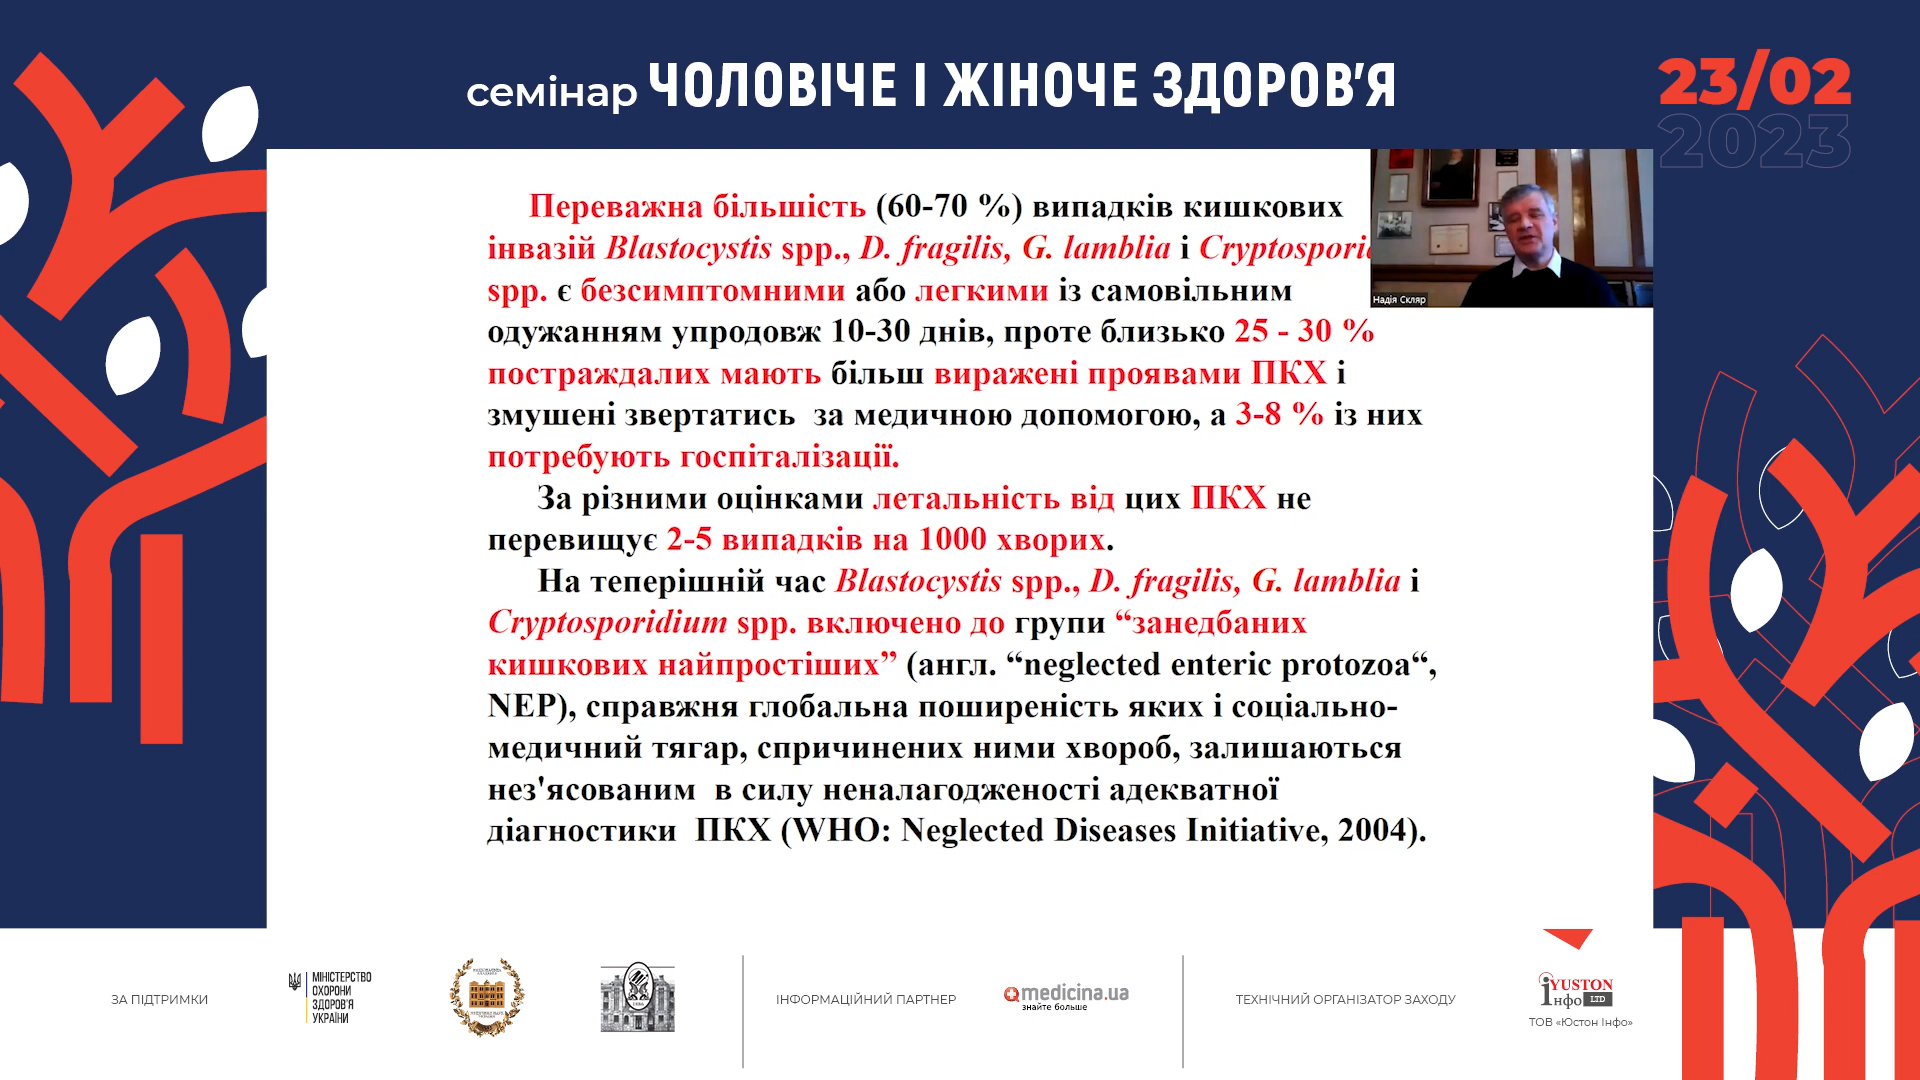 семінар ЧОЛОВІЧЕ І ЖІНОЧЕ ЗДОРОВ'Я
23/02
2023
Переважна більшість (60-70 %) випадків кишкових
інвазій Blastocystis spp., D. fragilis, G. lamblia і Cryptospori
spp. є безсимптомними або легкими із самовільним
одужанням упродовж 10-30 днів, проте близько 25 - 30 %
постраждалих мають більш виражені проявами ПКХ і
змушені звертатись за медичною допомогою, а 3-8 % із них
потребують госпіталізації.
За різними оцінками летальність від цих ПКХ не
перевищує 2-5 випадків на 1000 хворих.
На теперішній час Blastocystis spp., D. fragilis, G. lamblia і
Cryptosporidium spp. включено до групи “занедбаних
кишкових найпростіших” (англ. “neglected enteric protozoa“,
NEP), справжня глобальна поширеність яких і соціально-
медичний тягар, спричинених ними хвороб, залишаються
нез'ясованим в силу неналагодженості адекватної
діагностики ПКХ (WHO: Neglected Diseases Initiative, 2004).
Надія Скляр
ЗА ПІДТРИМКИ
МІНІСТЕРСТВО
ОХОРОНИ
ЗДОРОВ'Я
УКРАЇНИ
ІНФОРМАЦІЙНИЙ ПАРТНЕР
medicina.ua
знайте больше
ТЕХНІЧНИЙ ОРГАНІЗАТОР ЗАХОДУ
YUSTON
інфо LTD
ТОВ «Юстон Інфо»